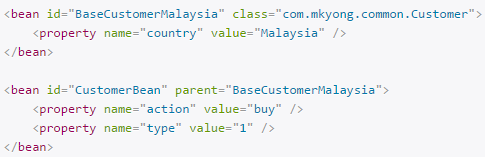 <bean id="BaseCustomerMalaysia" class="com.mkyong.common.Customer">
    <property name="country" value="Malaysia" />
</bean>

<bean id="CustomerBean" parent="BaseCustomerMalaysia">
    <property name="action" value="buy" />
    <property name="type" value="1" />
</bean>